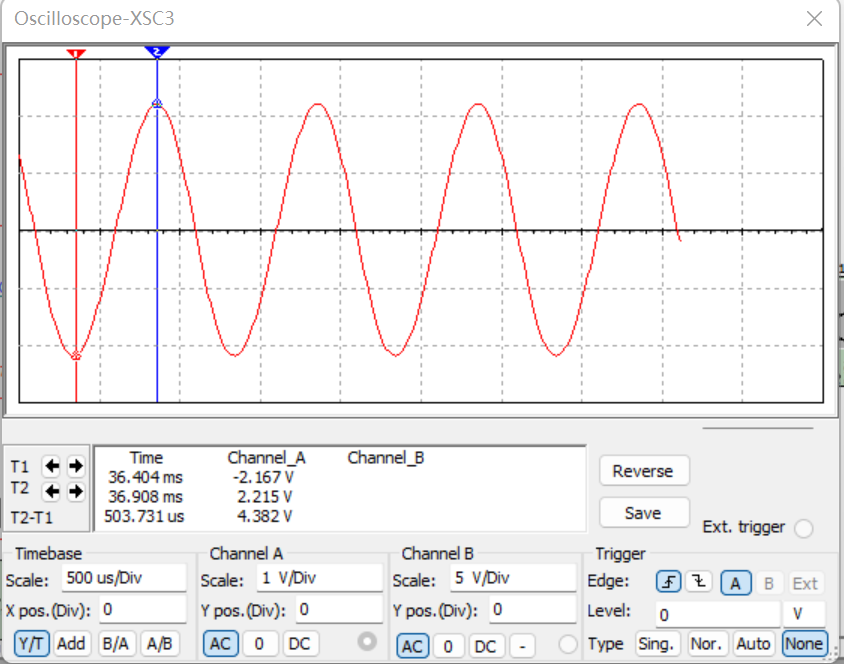 Oscilloscope-XSC3
1
2
Time Channel_A Channel_B
T1 36.404 ms -2.167 V
T2 36.908 ms 2.215 V
T2-T1 503.731 us 4.382 V
Reverse
Save
Ext. trigger
Timebase
Scale: 500 us/Div
X pos.(Div): 0
Y/T Add B/A A/B
Channel A
Scale: 1 V/Div
Y pos.(Div): 0
AC 0 DC
Channel B
Scale: 5 V/Div
Y pos.(Div): 0
AC 0 DC -
Trigger
Edge: A B Ext
Level: 0 V
Type Sing. Nor. Auto None